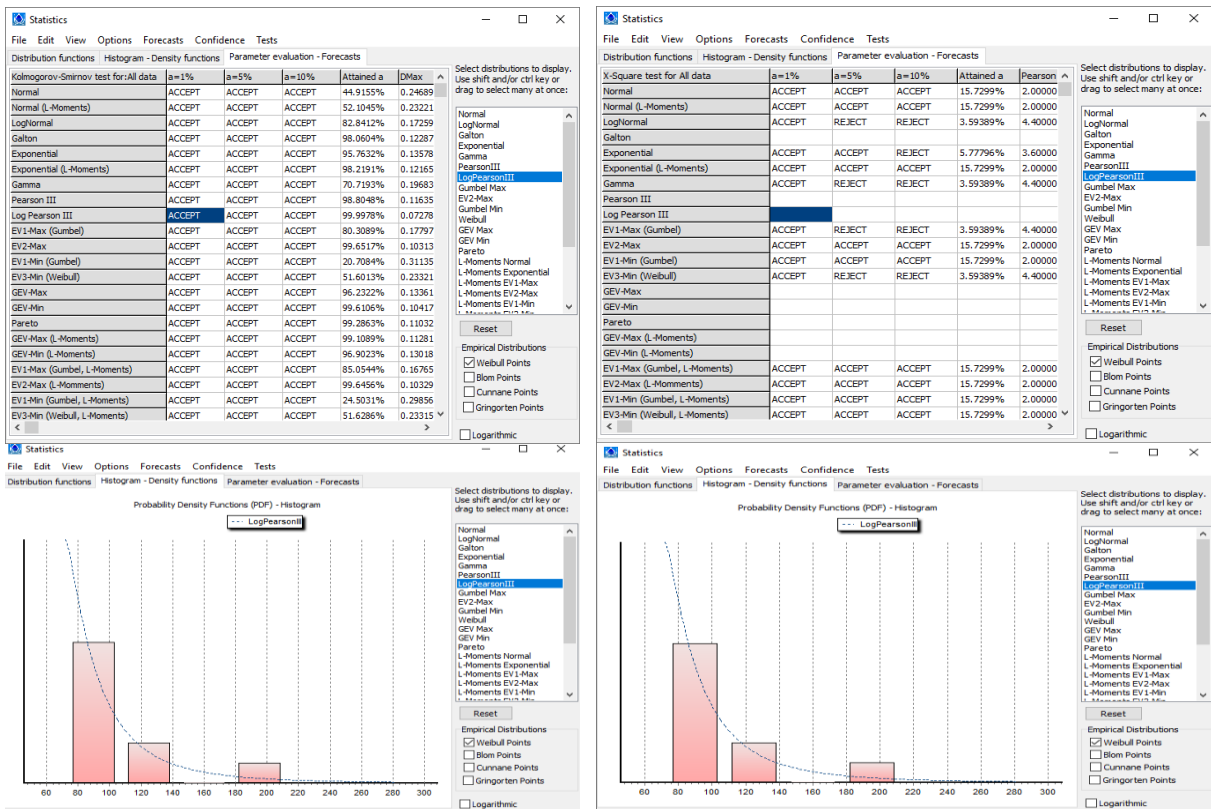 Statistics
File Edit View Options Forecasts Confidence Tests
Distribution functions Histogram - Density functions Parameter evaluation - Forecasts
Kolmogorov-Smirnov test for:All data a=1% a=5% a=10% Attained a DMax
Normal ACCEPT ACCEPT ACCEPT 44.9155% 0.24689
Normal (L-Moments) ACCEPT ACCEPT ACCEPT 52.1045% 0.23221
LogNormal ACCEPT ACCEPT ACCEPT 82.8412% 0.17259
Galton ACCEPT ACCEPT ACCEPT 98.0604% 0.12287
Exponential ACCEPT ACCEPT ACCEPT 95.7632% 0.13578
Exponential (L-Moments) ACCEPT ACCEPT ACCEPT 98.2191% 0.12165
Gamma ACCEPT ACCEPT ACCEPT 70.7193% 0.19683
Pearson III ACCEPT ACCEPT ACCEPT 98.8048% 0.11635
Log Pearson III ACCEPT ACCEPT ACCEPT 99.9978% 0.07278
EV1-Max (Gumbel) ACCEPT ACCEPT ACCEPT 80.3089% 0.17797
EV2-Max ACCEPT ACCEPT ACCEPT 99.6517% 0.10313
EV1-Min (Gumbel) ACCEPT ACCEPT ACCEPT 20.7084% 0.31135
EV3-Min (Weibull) ACCEPT ACCEPT ACCEPT 51.6013% 0.23321
GEV-Max ACCEPT ACCEPT ACCEPT 96.2322% 0.13361
GEV-Min ACCEPT ACCEPT ACCEPT 99.6106% 0.10417
Pareto ACCEPT ACCEPT ACCEPT 99.2863% 0.11032
GEV-Max (L-Moments) ACCEPT ACCEPT ACCEPT 99.1089% 0.11281
GEV-Min (L-Moments) ACCEPT ACCEPT ACCEPT 96.9023% 0.13018
EV1-Max (Gumbel, L-Moments) ACCEPT ACCEPT ACCEPT 85.0544% 0.16765
EV2-Max (L-Momments) ACCEPT ACCEPT ACCEPT 99.6456% 0.10329
EV1-Min (Gumbel, L-Moments) ACCEPT ACCEPT ACCEPT 24.5031% 0.29856
EV3-Min (Weibull, L-Moments) ACCEPT ACCEPT ACCEPT 51.6286% 0.23315
Select distributions to display.
Use shift and/or ctrl key or
drag to select many at once:
Normal
LogNormal
Galton
Exponential
Gamma
PearsonIII
LogPearsonIII
Gumbel Max
EV2-Max
Gumbel Min
Weibull
GEV Max
GEV Min
Pareto
L-Moments Normal
L-Moments Exponential
L-Moments EV1-Max
L-Moments EV2-Max
L-Moments EV1-Min
Reset
Empirical Distributions
Weibull Points
Blom Points
Cunnane Points
Gringorten Points
Logarithmic
Statistics
File Edit View Options Forecasts Confidence Tests
Distribution functions Histogram - Density functions Parameter evaluation - Forecasts
X-Square test for All data a=1% a=5% a=10% Attained a Pearson
Normal ACCEPT ACCEPT ACCEPT 15.7299% 2.00000
Normal (L-Moments) ACCEPT ACCEPT ACCEPT 15.7299% 2.00000
LogNormal ACCEPT REJECT REJECT 3.59389% 4.40000
Galton
Exponential ACCEPT ACCEPT REJECT 5.77796% 3.60000
Exponential (L-Moments) ACCEPT ACCEPT ACCEPT 15.7299% 2.00000
Gamma ACCEPT REJECT REJECT 3.59389% 4.40000
Pearson III
Log Pearson III
EV1-Max (Gumbel) ACCEPT REJECT REJECT 3.59389% 4.40000
EV2-Max ACCEPT ACCEPT ACCEPT 15.7299% 2.00000
EV1-Min (Gumbel) ACCEPT ACCEPT ACCEPT 15.7299% 2.00000
EV3-Min (Weibull) ACCEPT REJECT REJECT 3.59389% 4.40000
GEV-Max
GEV-Min
Pareto
GEV-Max (L-Moments)
GEV-Min (L-Moments)
EV1-Max (Gumbel, L-Moments) ACCEPT ACCEPT ACCEPT 15.7299% 2.00000
EV2-Max (L-Momments) ACCEPT ACCEPT ACCEPT 15.7299% 2.00000
EV1-Min (Gumbel, L-Moments) ACCEPT ACCEPT ACCEPT 15.7299% 2.00000
EV3-Min (Weibull, L-Moments) ACCEPT ACCEPT ACCEPT 15.7299% 2.00000
Select distributions to display.
Use shift and/or ctrl key or
drag to select many at once:
Normal
LogNormal
Galton
Exponential
Gamma
PearsonIII
LogPearsonIII
Gumbel Max
EV2-Max
Gumbel Min
Weibull
GEV Max
GEV Min
Pareto
L-Moments Normal
L-Moments Exponential
L-Moments EV1-Max
L-Moments EV2-Max
L-Moments EV1-Min
Reset
Empirical Distributions
Weibull Points
Blom Points
Cunnane Points
Gringorten Points
Logarithmic
Statistics
File Edit View Options Forecasts Confidence Tests
Distribution functions Histogram - Density functions Parameter evaluation - Forecasts
Probability Density Functions (PDF) - Histogram
LogPearsonIII
60 80 100 120 140 160 180 200 220 240 260 280 300
Select distributions to display.
Use shift and/or ctrl key or
drag to select many at once:
Normal
LogNormal
Galton
Exponential
Gamma
PearsonIII
LogPearsonIII
Gumbel Max
EV2-Max
Gumbel Min
Weibull
GEV Max
GEV Min
Pareto
L-Moments Normal
L-Moments Exponential
L-Moments EV1-Max
L-Moments EV2-Max
L-Moments EV1-Min
Reset
Empirical Distributions
Weibull Points
Blom Points
Cunnane Points
Gringorten Points
Logarithmic
Statistics
File Edit View Options Forecasts Confidence Tests
Distribution functions Histogram - Density functions Parameter evaluation - Forecasts
Probability Density Functions (PDF) - Histogram
LogPearsonIII
60 80 100 120 140 160 180 200 220 240 260 280 300
Select distributions to display.
Use shift and/or ctrl key or
drag to select many at once:
Normal
LogNormal
Galton
Exponential
Gamma
PearsonIII
LogPearsonIII
Gumbel Max
EV2-Max
Gumbel Min
Weibull
GEV Max
GEV Min
Pareto
L-Moments Normal
L-Moments Exponential
L-Moments EV1-Max
L-Moments EV2-Max
L-Moments EV1-Min
Reset
Empirical Distributions
Weibull Points
Blom Points
Cunnane Points
Gringorten Points
Logarithmic